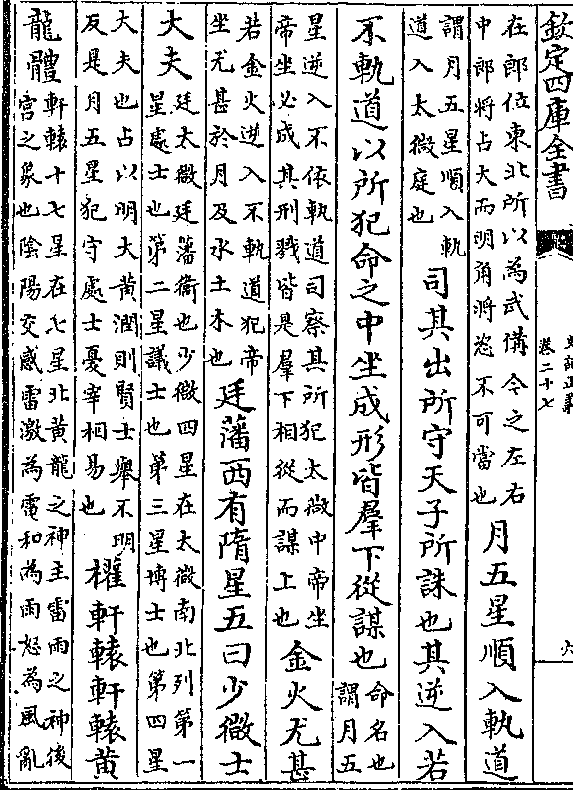 欽定四庫全書
史記正義
卷二十七
六
在郎位東北所以為武備令之左右
中郎將占大而明角將恣不可當也
月五星順入軌道
謂月五星順入軌
道入太微庭也
司其出所守天子所誅也其逆入若
不軌道以所犯命之中坐成形皆羣下從謀也
命名也
謂月五
星逆入不依軌道司察其所犯太微中帝坐
帝坐必成其刑戮皆是羣下相從而謀上也
金火尤甚
若金火逆入不軌道犯帝
坐尤甚於月及水土木也
廷藩西有隋星五曰少微士
大夫
廷太微廷藩衛也少微四星在太微南北列第一
星處士也第二星議士也第三星博士也第四星
大夫也占以明大黄潤則賢士舉不明
反是月五星犯守處士憂宰相易也
權軒轅軒轅黄
龍體
軒轅十七星在七星北黄龍之神主雷雨之神後
宫之象也陰陽交感雷激為電和為雨怒為風亂